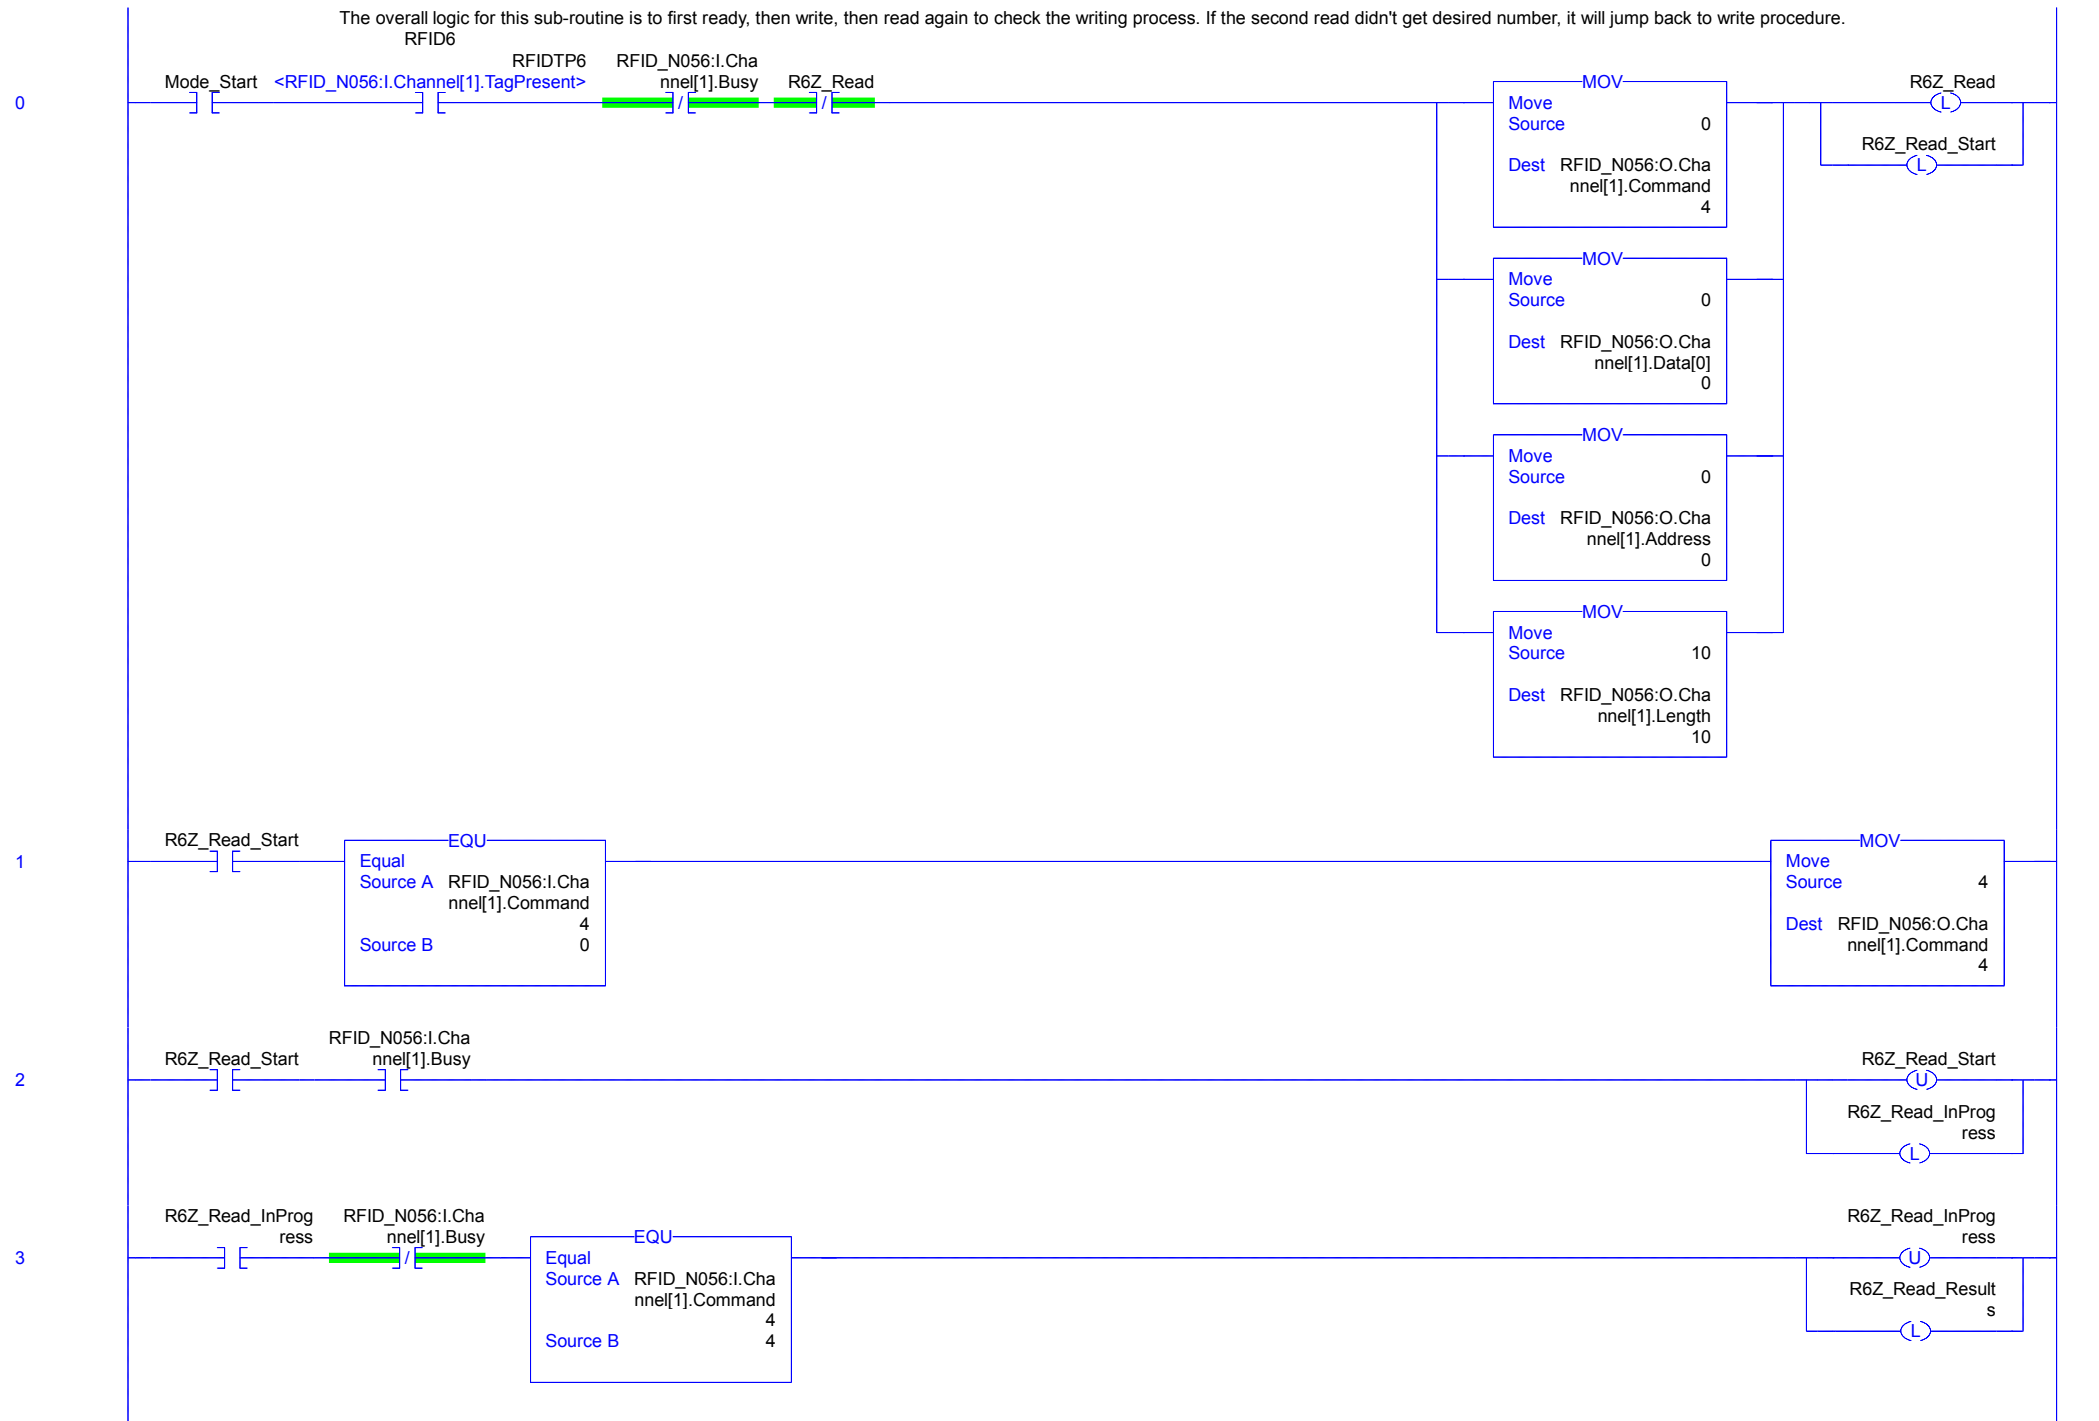 The overall logic for this sub-routine is to first ready, then write, then read again to check the writing process. If the second read didn't get desired number, it will jump back to write procedure.
RFID6
RFIDTP6
Mode_Start
<RFID_N056:I.Channel[1].TagPresent>
RFID_N056:I.Cha
nnel[1].Busy
R6Z_Read
0
MOV
Move
Source 0
Dest RFID_N056:O.Cha
nnel[1].Command
4
MOV
Move
Source 0
Dest RFID_N056:O.Cha
nnel[1].Data[0]
0
MOV
Move
Source 0
Dest RFID_N056:O.Cha
nnel[1].Address
0
MOV
Move
Source 10
Dest RFID_N056:O.Cha
nnel[1].Length
10
R6Z_Read
L
R6Z_Read_Start
L
1
R6Z_Read_Start
EQU
Equal
Source A RFID_N056:I.Cha
nnel[1].Command
4
Source B 0
MOV
Move
Source 4
Dest RFID_N056:O.Cha
nnel[1].Command
4
2
R6Z_Read_Start
RFID_N056:I.Cha
nnel[1].Busy
R6Z_Read_Start
U
R6Z_Read_InProg
ress
L
3
R6Z_Read_InProg
ress
RFID_N056:I.Cha
nnel[1].Busy
EQU
Equal
Source A RFID_N056:I.Cha
nnel[1].Command
4
Source B 4
R6Z_Read_InProg
ress
U
R6Z_Read_Result
s
L